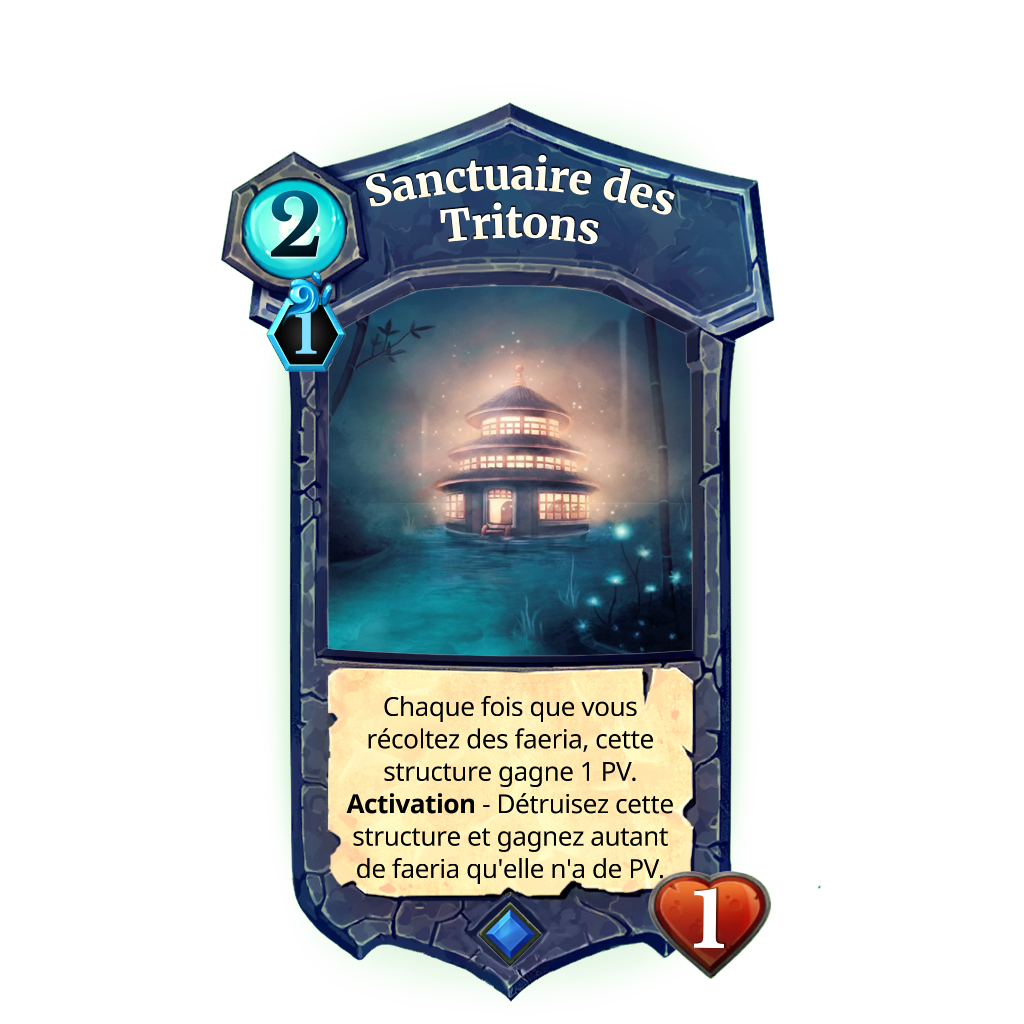 2
Sanctuaire des
Tritons
1
Chaque fois que vous
récoltez des faeria, cette
structure gagne 1 PV.
Activation - Détruisez cette
structure et gagnez autant
de faeria qu'elle n'a de PV.
1